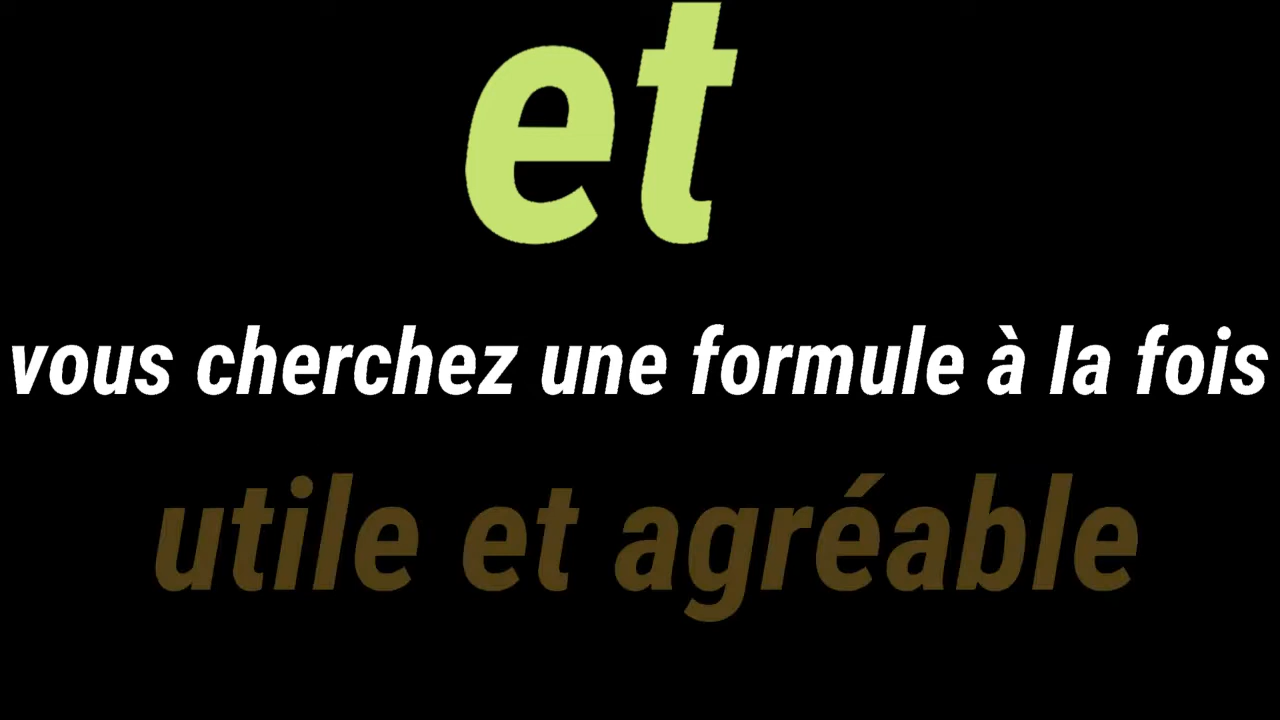 et
vous cherchez une formule à la fois
utile et agréable